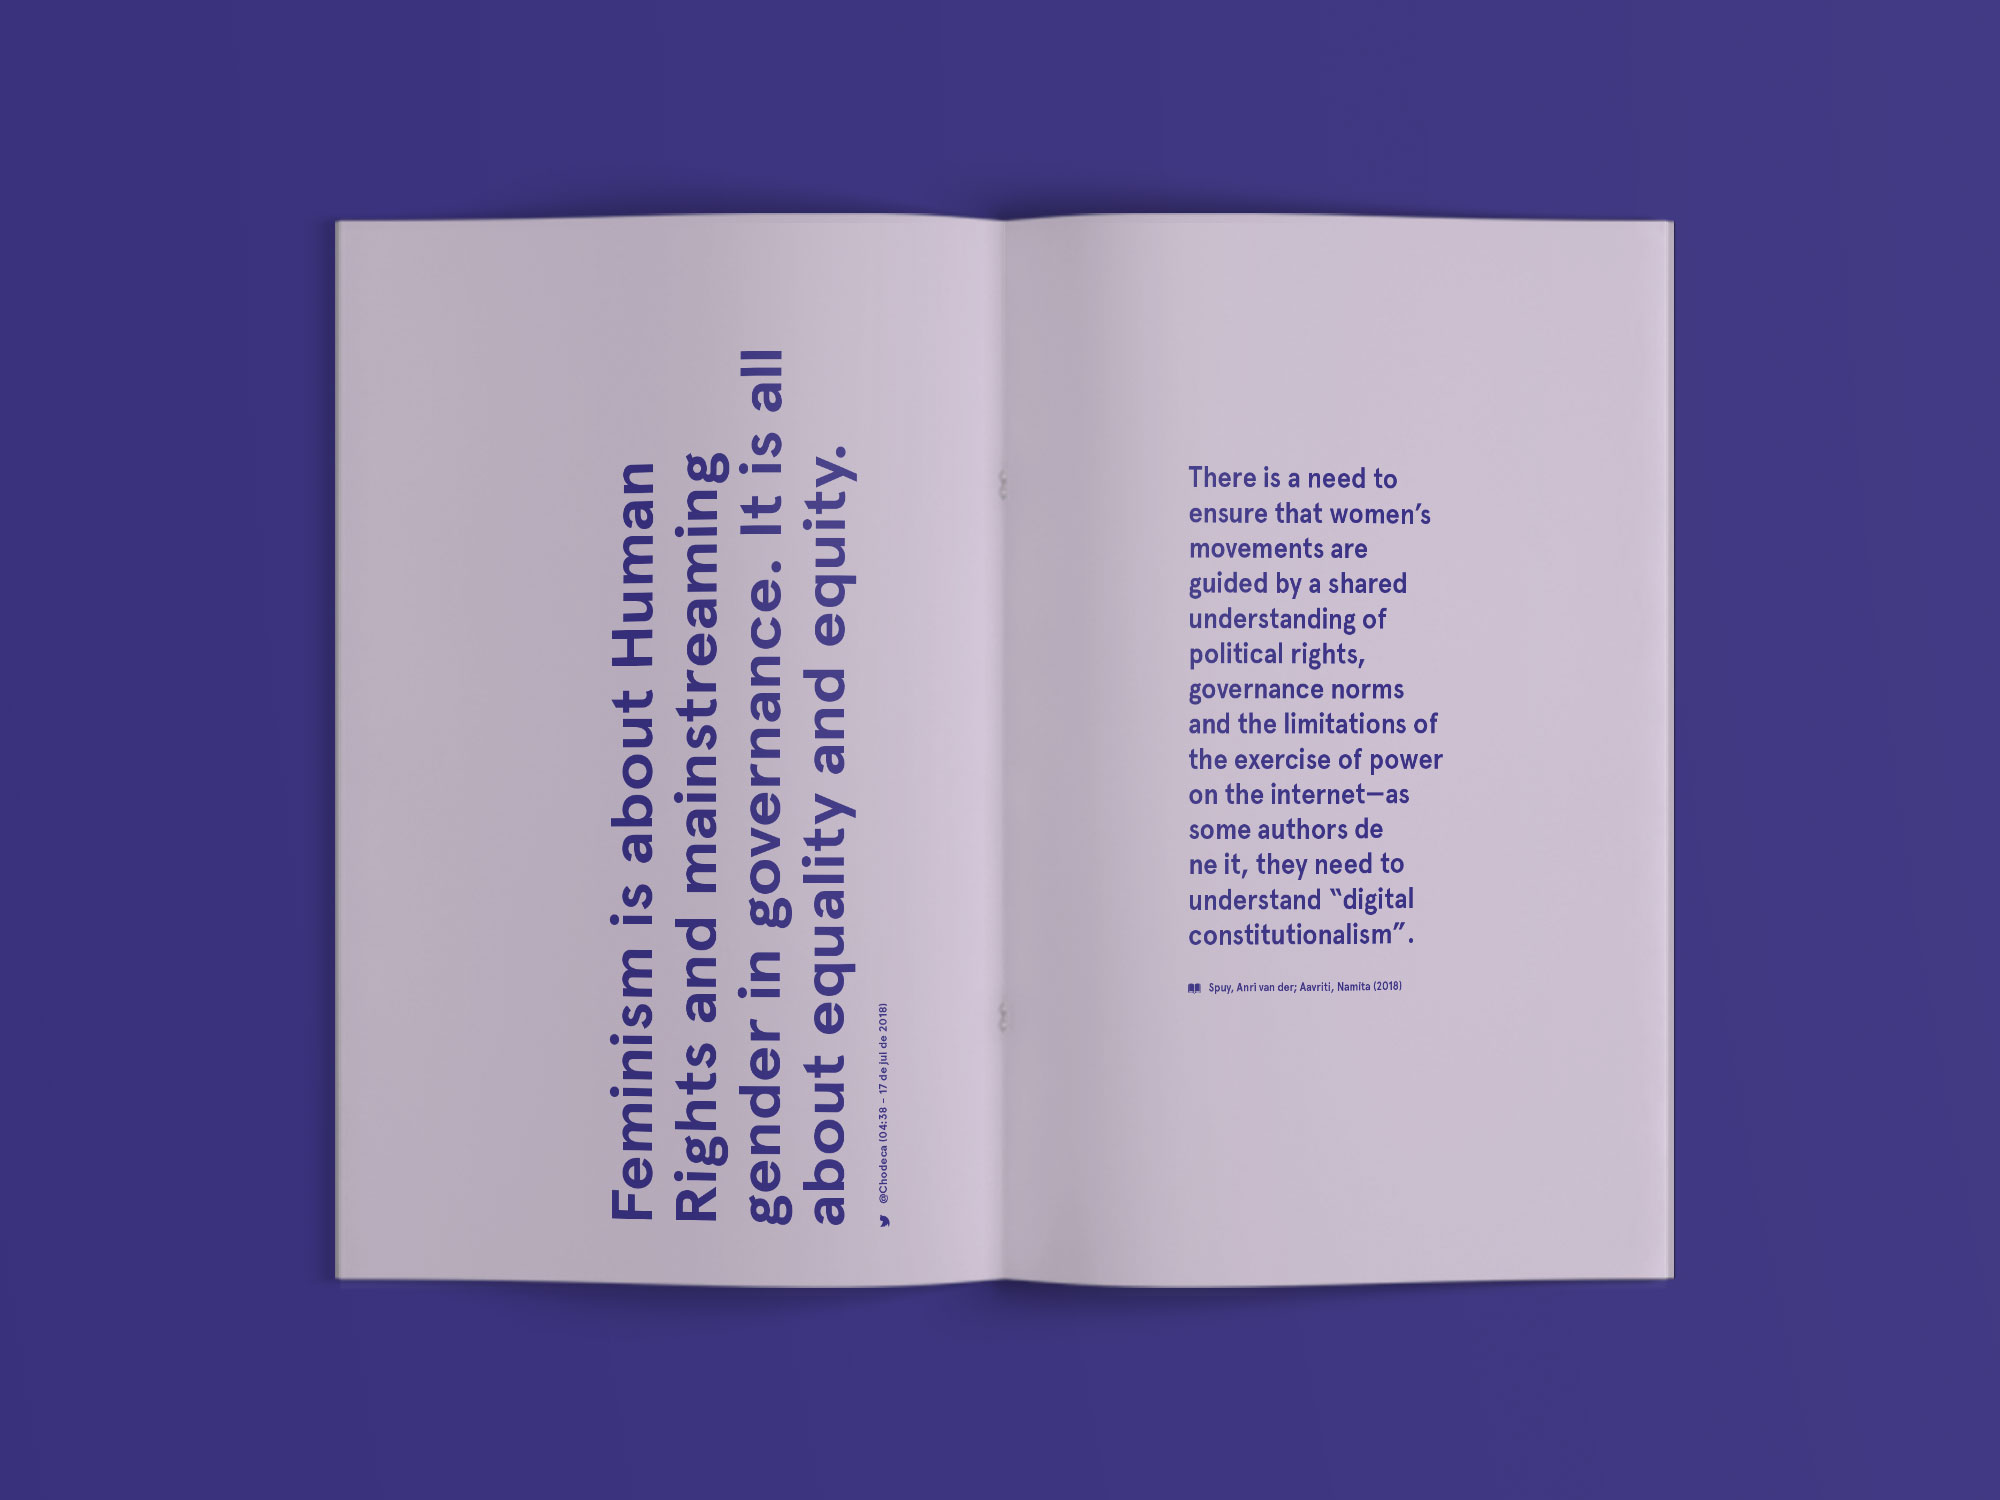 Feminism is about Human
Rights and mainstreaming
gender in governance. It is all
about equality and equity.
@Chodeca (04:38 - 17 de jul de 2018)
There is a need to
ensure that women’s
movements are
guided by a shared
understanding of
political rights,
governance norms
and the limitations of
the exercise of power
on the internet—as
some authors de
ne it, they need to
understand “digital
constitutionalism”.
Spuy, Anri van der; Aavriti, Namita (2018)